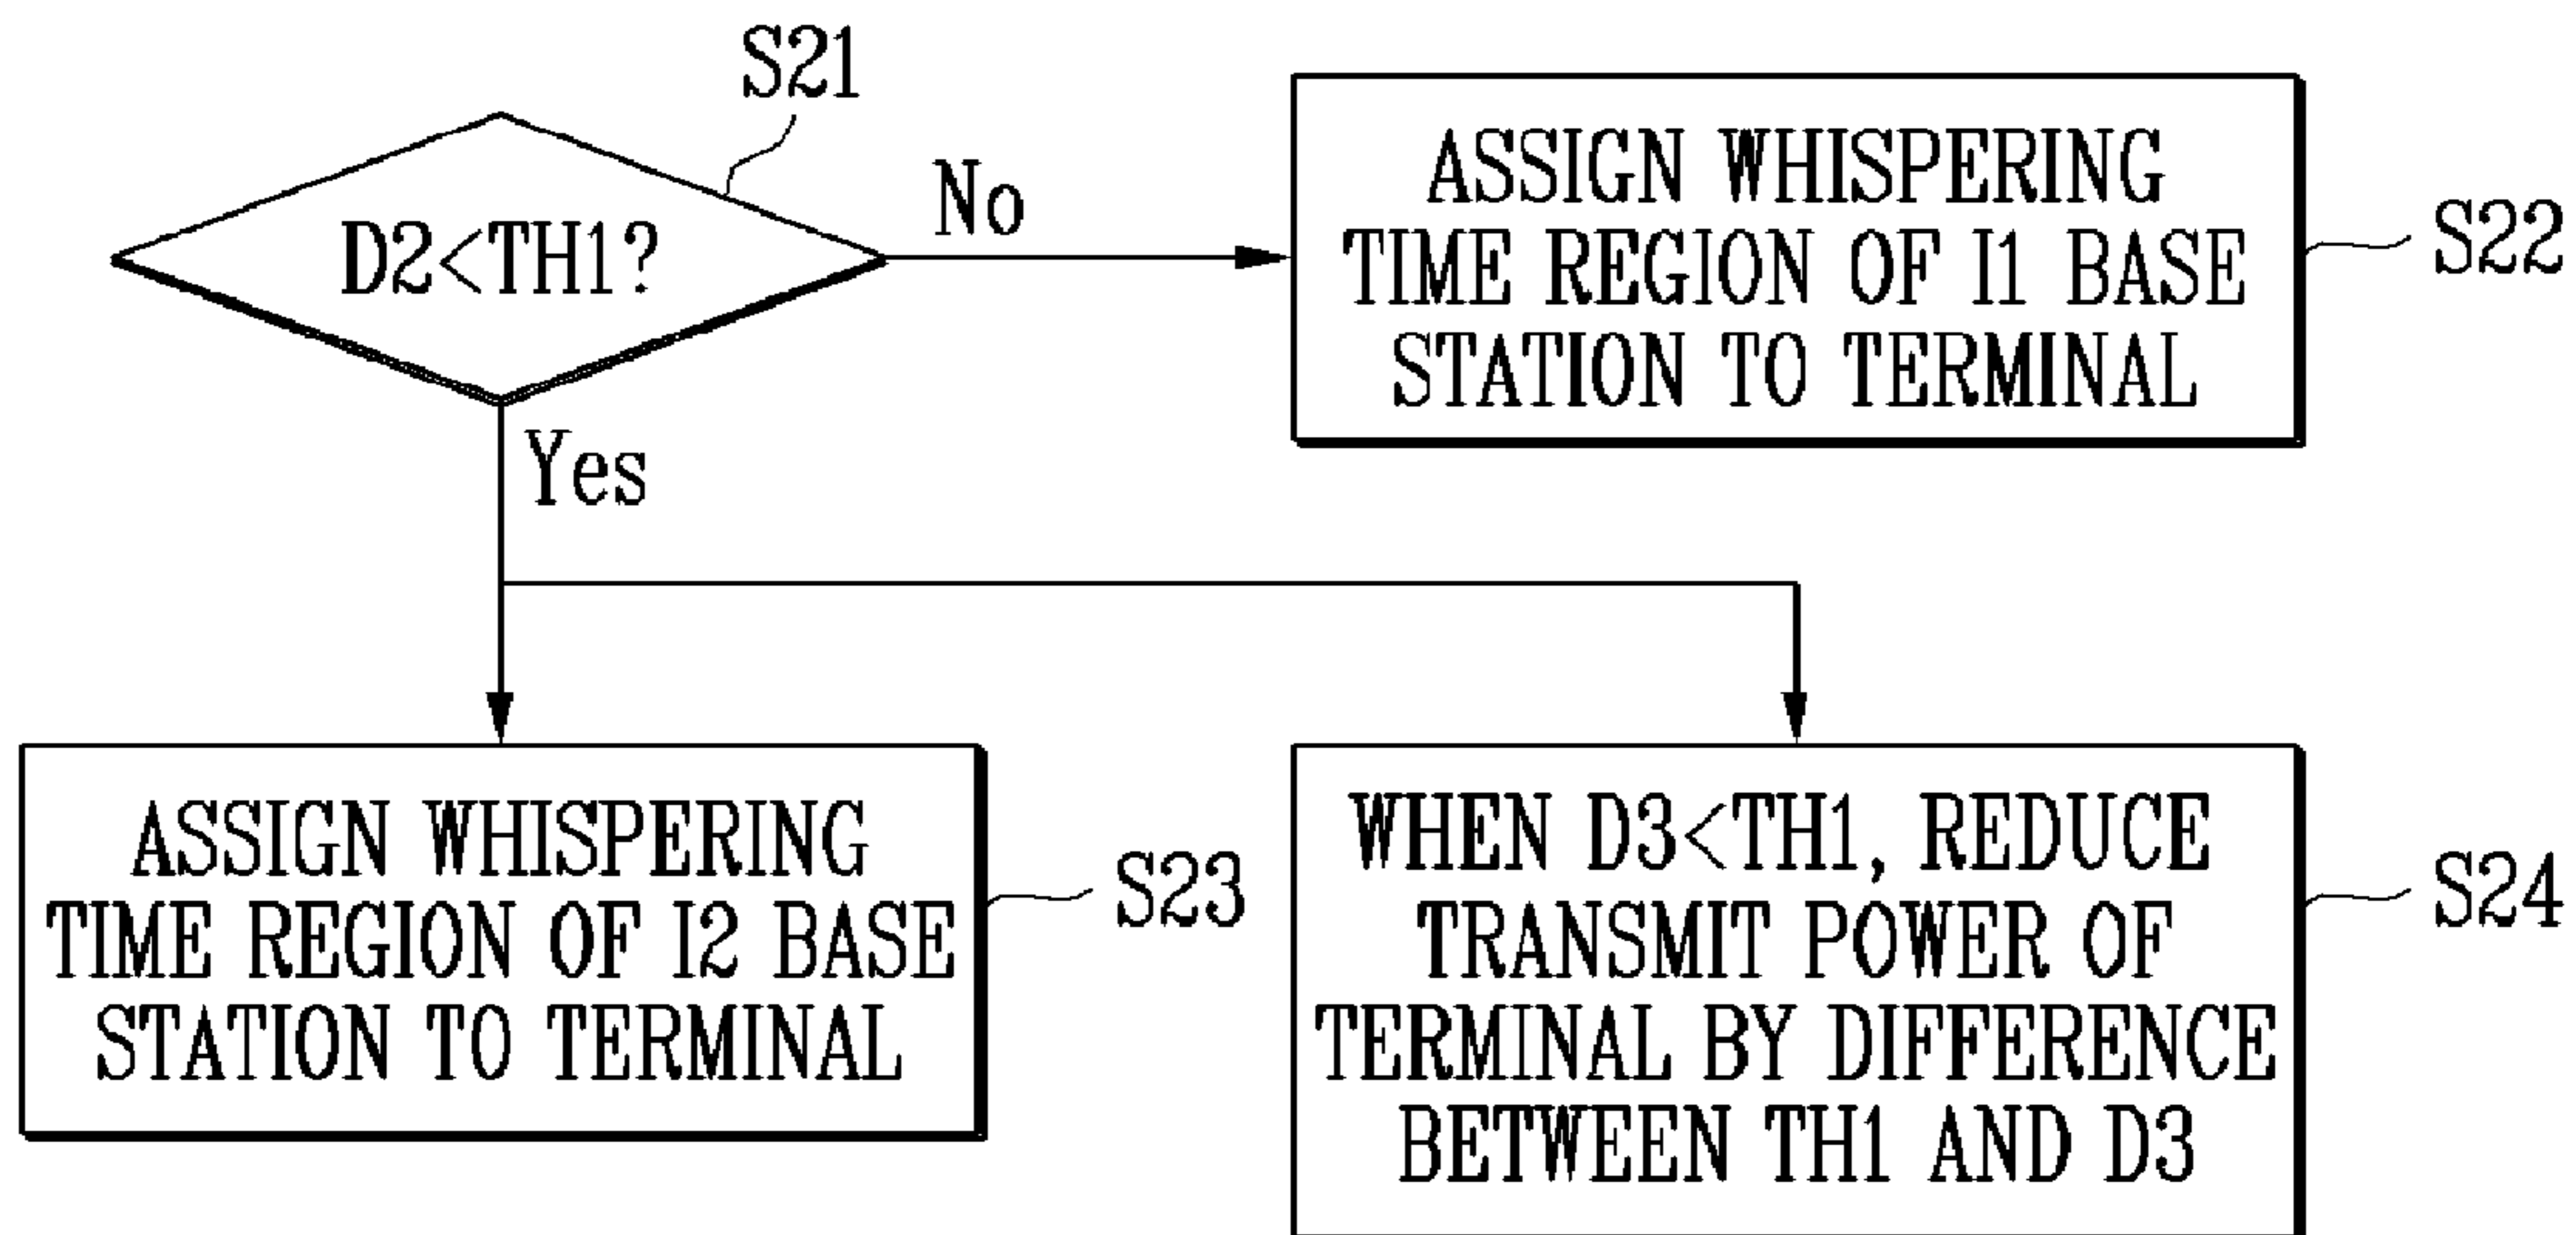 S21
D2<TH1?
No
ASSIGN WHISPERING
TIME REGION OF I1 BASE
STATION TO TERMINAL
S22
Yes
ASSIGN WHISPERING
TIME REGION OF I2 BASE
STATION TO TERMINAL
S23
WHEN D3<TH1, REDUCE
TRANSMIT POWER OF
TERMINAL BY DIFFERENCE
BETWEEN TH1 AND D3
S24